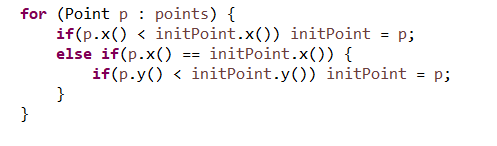 for (Point p : points) {
    if(p.x() < initPoint.x()) initPoint = p;
    else if(p.x() == initPoint.x()) {
        if(p.y() < initPoint.y()) initPoint = p;
    }
}